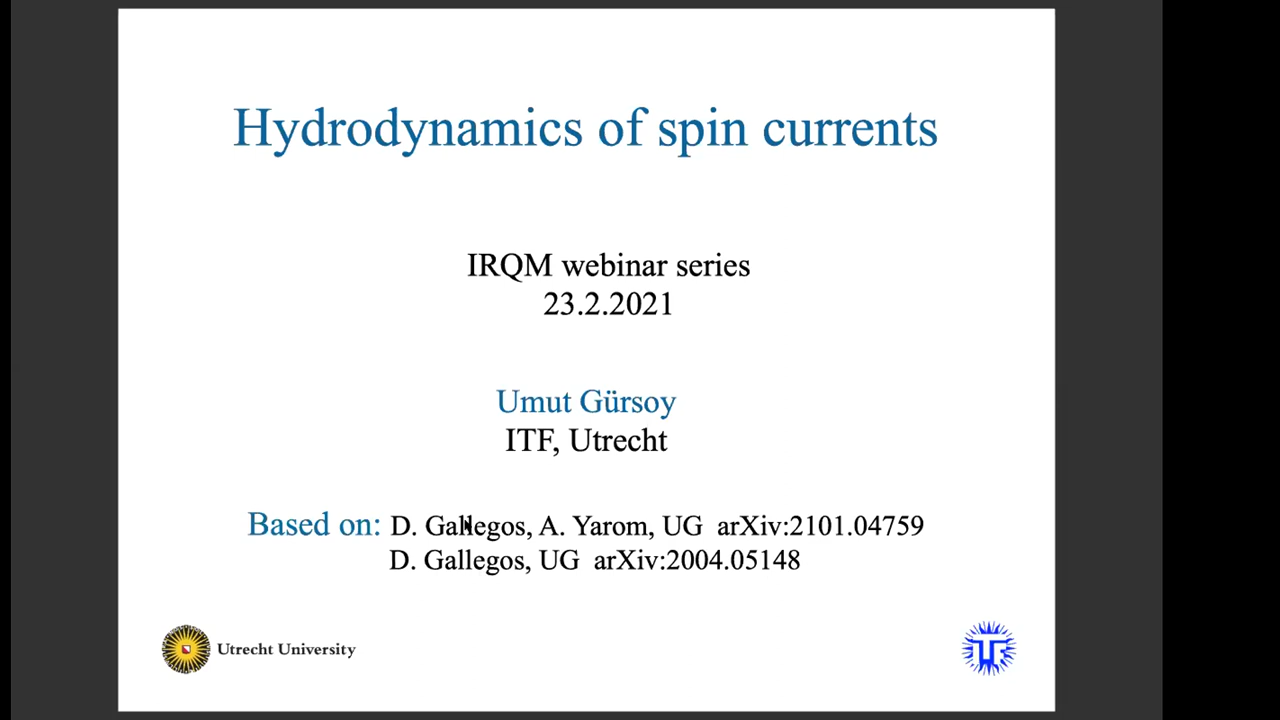 Hydrodynamics of spin currents
IRQM webinar series
23.2.2021
Umut Gürsoy
ITF, Utrecht
Based on: D. Gallegos, A. Yarom, UG arXiv:2101.04759
D. Gallegos, UG arXiv:2004.05148
Utrecht University